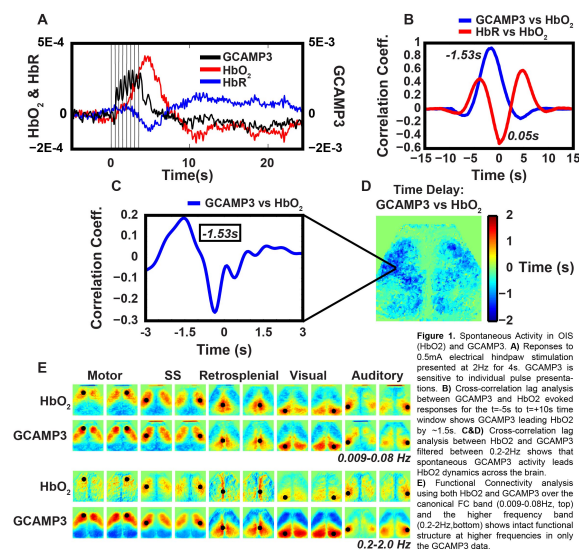 A
5E-4
5E-3
GCAMP3
HbO2
HbR
HbO2 & HbR
GCAMP3
0
0
-2E-4
-2E-3
0 10 20
Time(s)
B
GCAMP3 vs HbO2
HbR vs HbO2
1
0.8
0.6
0.4
0.2
0
-0.2
0.4
0.6
Correlation Coeff.
-1.53s
0.05s
−15 −10 −5 0 5 10 15
Time (s)
C
GCAMP3 vs HbO2
0.2
0.1
0
-0.1
-0.2
-0.3
Correlation Coeff.
-1.53s
-3 -1.5 0 1.5 3
Time (s)
D
Time Delay:
GCAMP3 vs HbO2
2
1
0
−1
−2
Time (s)
E
Motor SS Retrosplenial Visual Auditory
HbO2
GCAMP3
0.009-0.08 Hz
HbO2
GCAMP3
0.2-2.0 Hz
Figure 1. Spontaneous Activity in OIS
(HbO2) and GCAMP3. A) Reponses to
0.5mA electrical hindpaw stimulation
presented at 2Hz for 4s. GCAMP3 is
sensitive to individual pulse presenta-
tions. B) Cross-correlation lag analysis
between GCAMP3 and HbO2 evoked
responses for the t=-5s to t=+10s time
window shows GCAMP3 leading HbO2
by ~1.5s. C&D) Cross-correlation lag
analysis between HbO2 and GCAMP3
filtered between 0.2-2Hz shows that
spontaneous GCAMP3 activity leads
HbO2 dynamics across the brain.
E) Functional Connectivity analysis
using both HbO2 and GCAMP3 over the
canonical FC band (0.009-0.08Hz, top)
and the higher frequency band
(0.2-2Hz,bottom) shows intact functional
structure at higher frequencies in only
the GCAMP3 data.